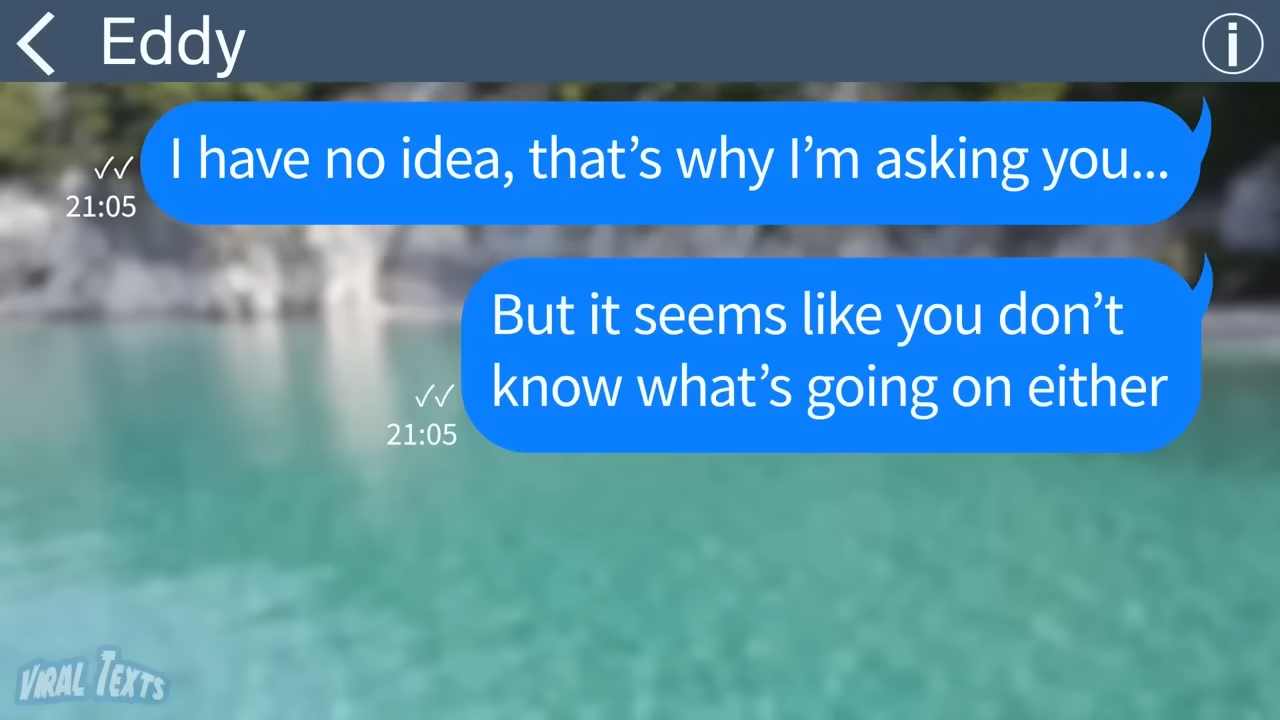 Eddy
I have no idea, that’s why I’m asking you...
21:05
But it seems like you don’t
know what’s going on either
21:05
VIRAL TEXTS